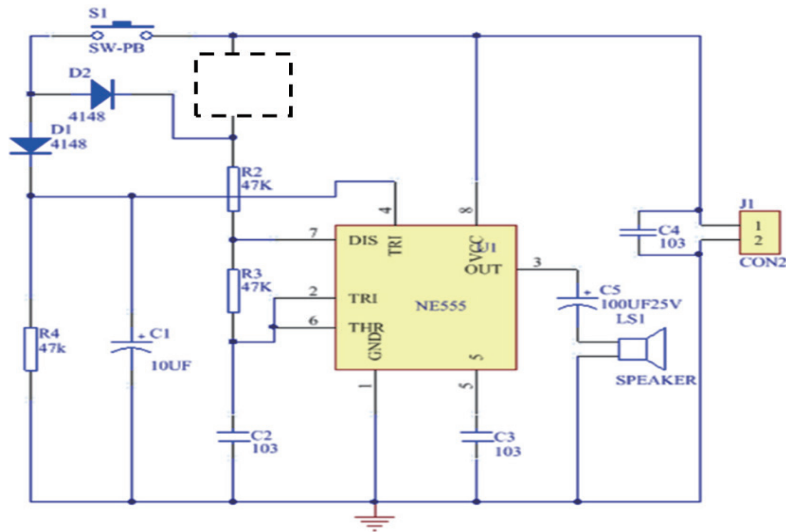 S1
SW-PB
D2
4148
D1
4148
R2
47K
4
8
J1
7
DIS
TRI
VCC
U1
C4
103
1
2
OUT
3
CON2
R3
47K
2
TRI
NE555
C5
100UF25V
6
THR
LS1
R4
47k
C1
10UF
GND
5
SPEAKER
1
5
C2
103
C3
103